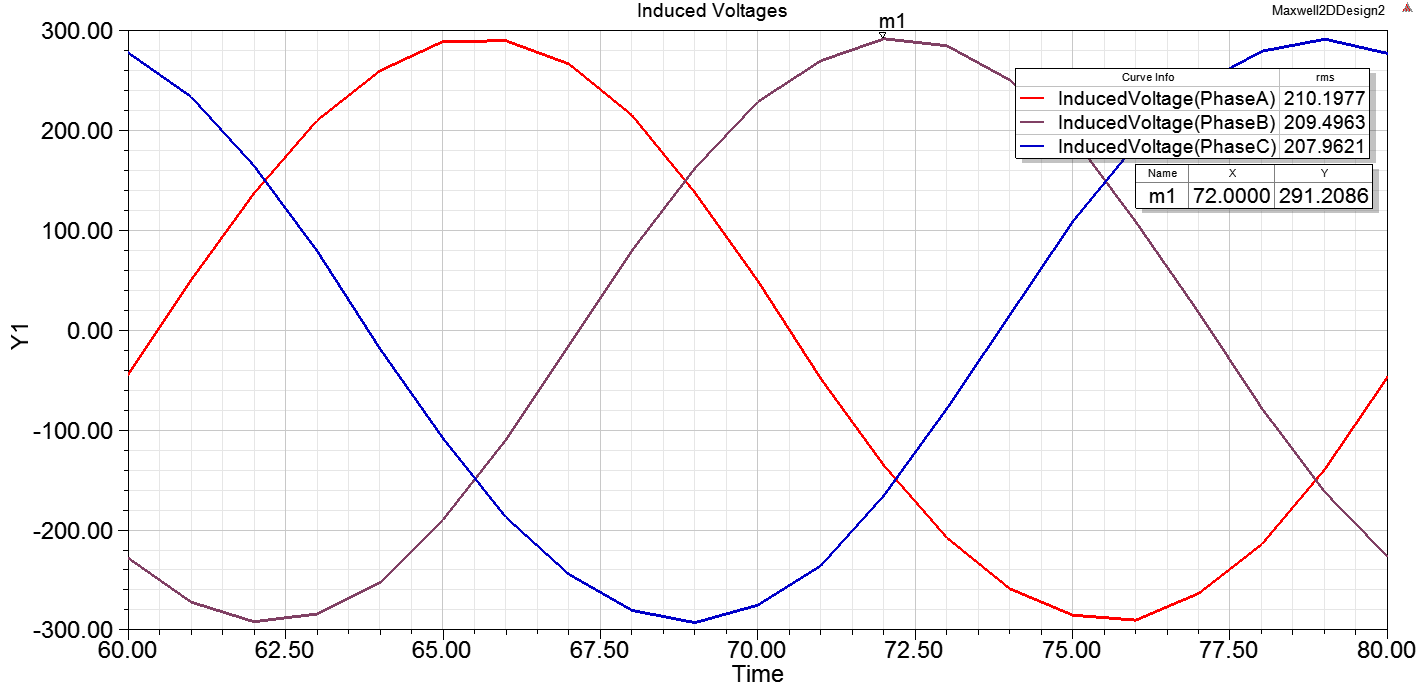 Induced Voltages
Maxwell2DDesign2
m1
300.00
200.00
100.00
0.00
-100.00
-200.00
-300.00
Y1
Curve Info rms
InducedVoltage(PhaseA) 210.1977
InducedVoltage(PhaseB) 209.4963
InducedVoltage(PhaseC) 207.9621
Name X Y
m1 72.0000 291.2086
60.00 62.50 65.00 67.50 70.00 72.50 75.00 77.50 80.00
Time